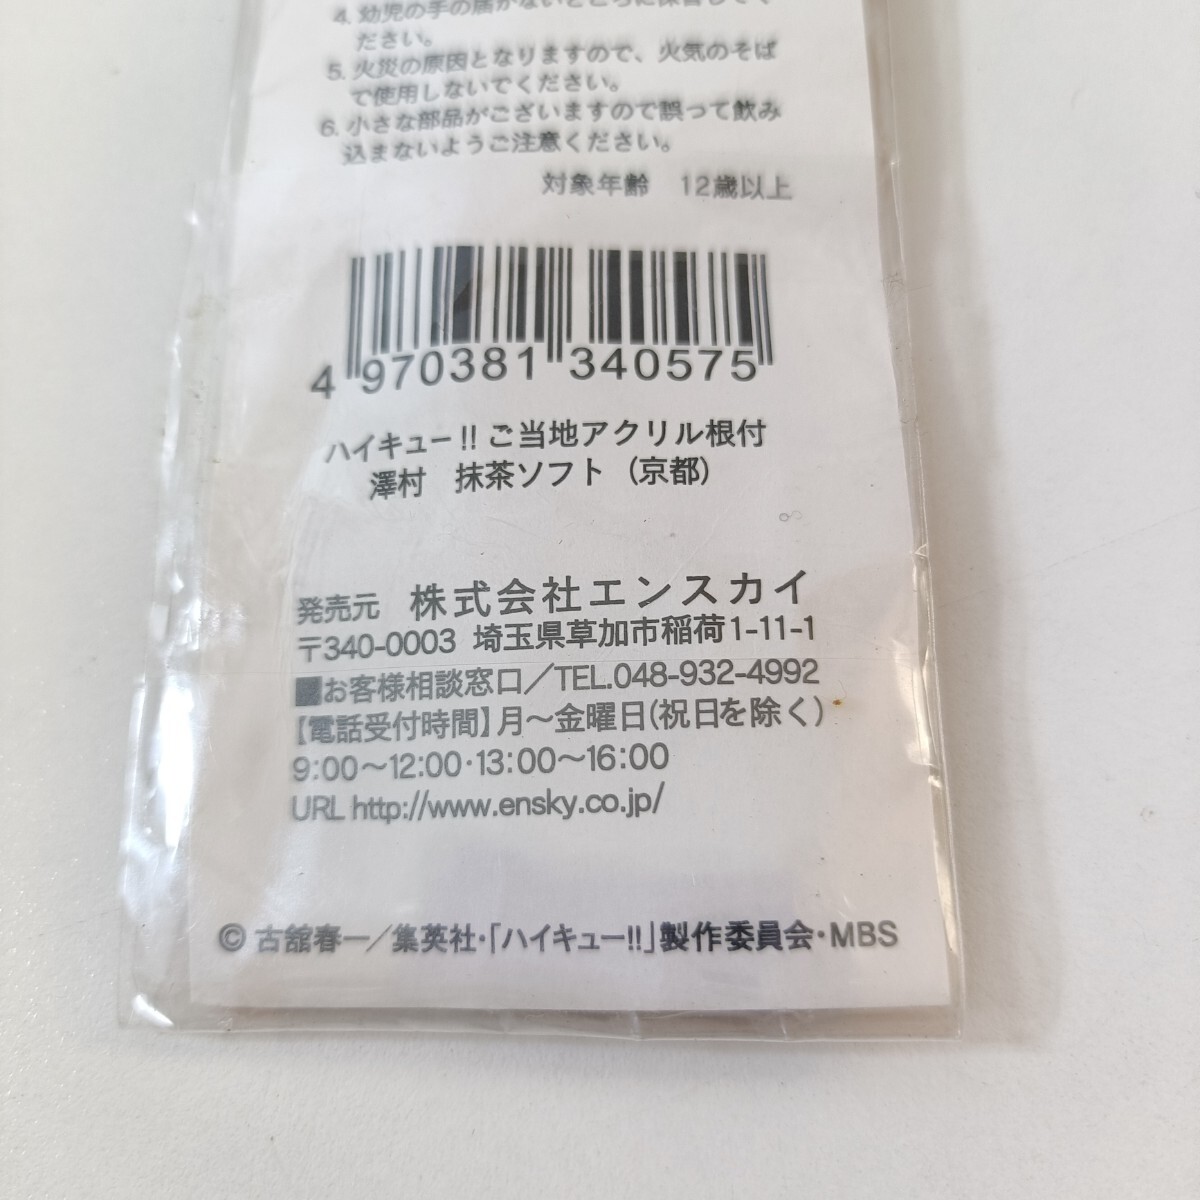 4. 幼児の手の届かないところに保管してく
ださい。
5. 火災の原因となりますので、火気のそば
で使用しないでください。
6. 小さな部品がございますので誤って飲み
込まないようご注意ください。
対象年齢 12歳以上
4 970381 340575
ハイキュー!! ご当地アクリル根付
澤村 抹茶ソフト (京都)
発売元 株式会社エンスカイ
〒340-0003 埼玉県草加市稲荷1-11-1
■お客様相談窓口/TEL.048-932-4992
【電話受付時間】月～金曜日(祝日を除く)
9:00～12:00･13:00～16:00
URL http://www.ensky.co.jp/
© 古舘春一/集英社・「ハイキュー!!」製作委員会・MBS